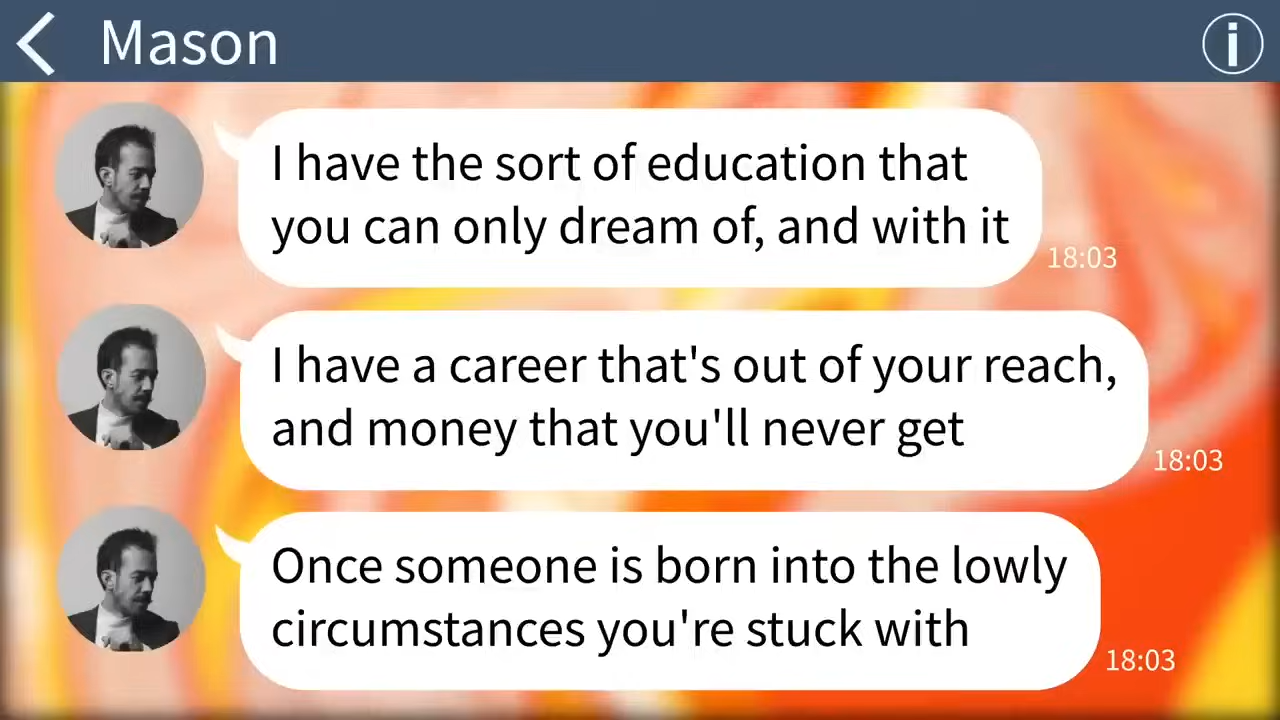 Mason
I have the sort of education that
you can only dream of, and with it
18:03
I have a career that's out of your reach,
and money that you'll never get
18:03
Once someone is born into the lowly
circumstances you're stuck with
18:03